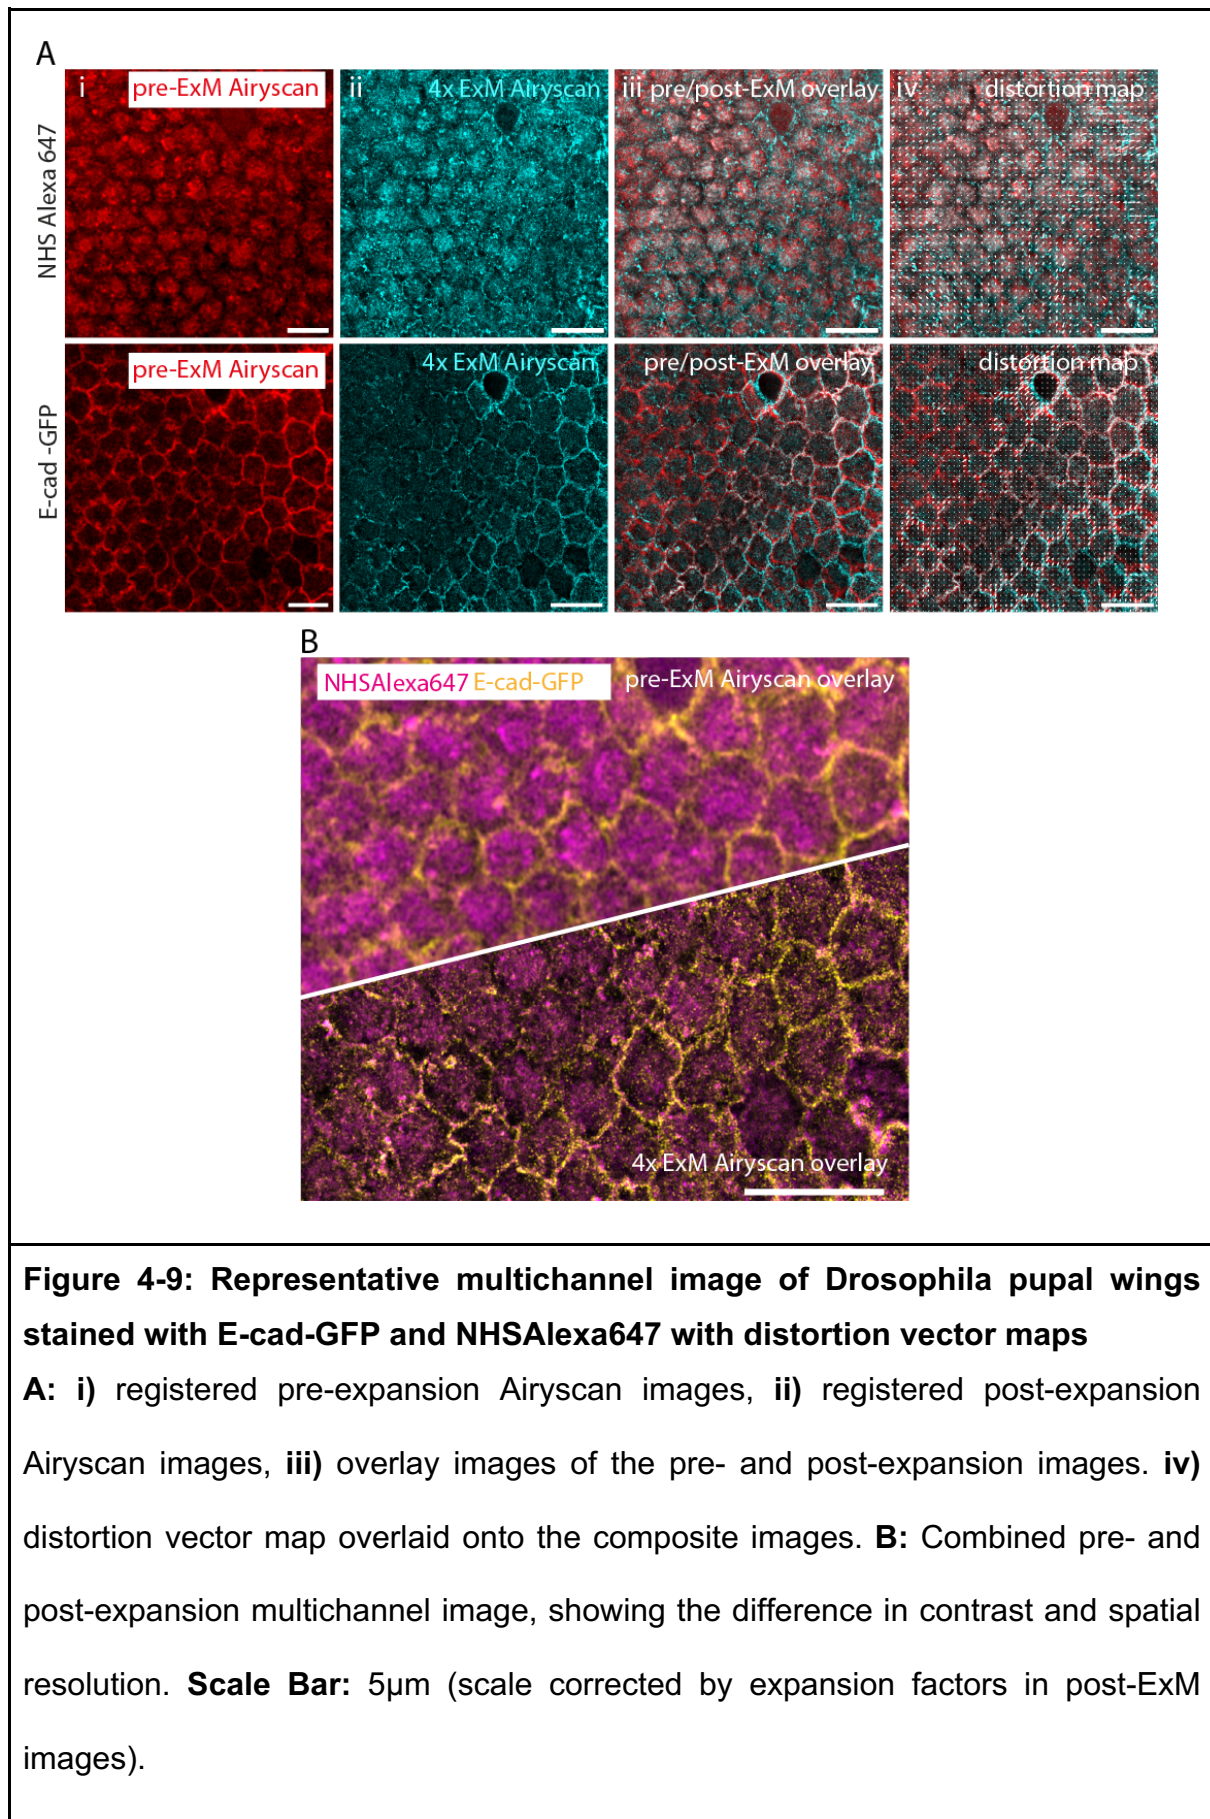 A
i pre-ExM Airyscan ii 4x ExM Airyscan iii pre/post-ExM overlay iv distortion map
NHS Alexa 647
pre-ExM Airyscan 4x ExM Airyscan pre/post-ExM overlay distortion map
E-cad -GFP
B
NHSAlexa647 E-cad-GFP pre-ExM Airyscan overlay
4x ExM Airyscan overlay
Figure 4-9: Representative multichannel image of Drosophila pupal wings
stained with E-cad-GFP and NHSAlexa647 with distortion vector maps
A: i) registered pre-expansion Airyscan images, ii) registered post-expansion
Airyscan images, iii) overlay images of the pre- and post-expansion images. iv)
distortion vector map overlaid onto the composite images. B: Combined pre- and
post-expansion multichannel image, showing the difference in contrast and spatial
resolution. Scale Bar: 5µm (scale corrected by expansion factors in post-ExM
images).